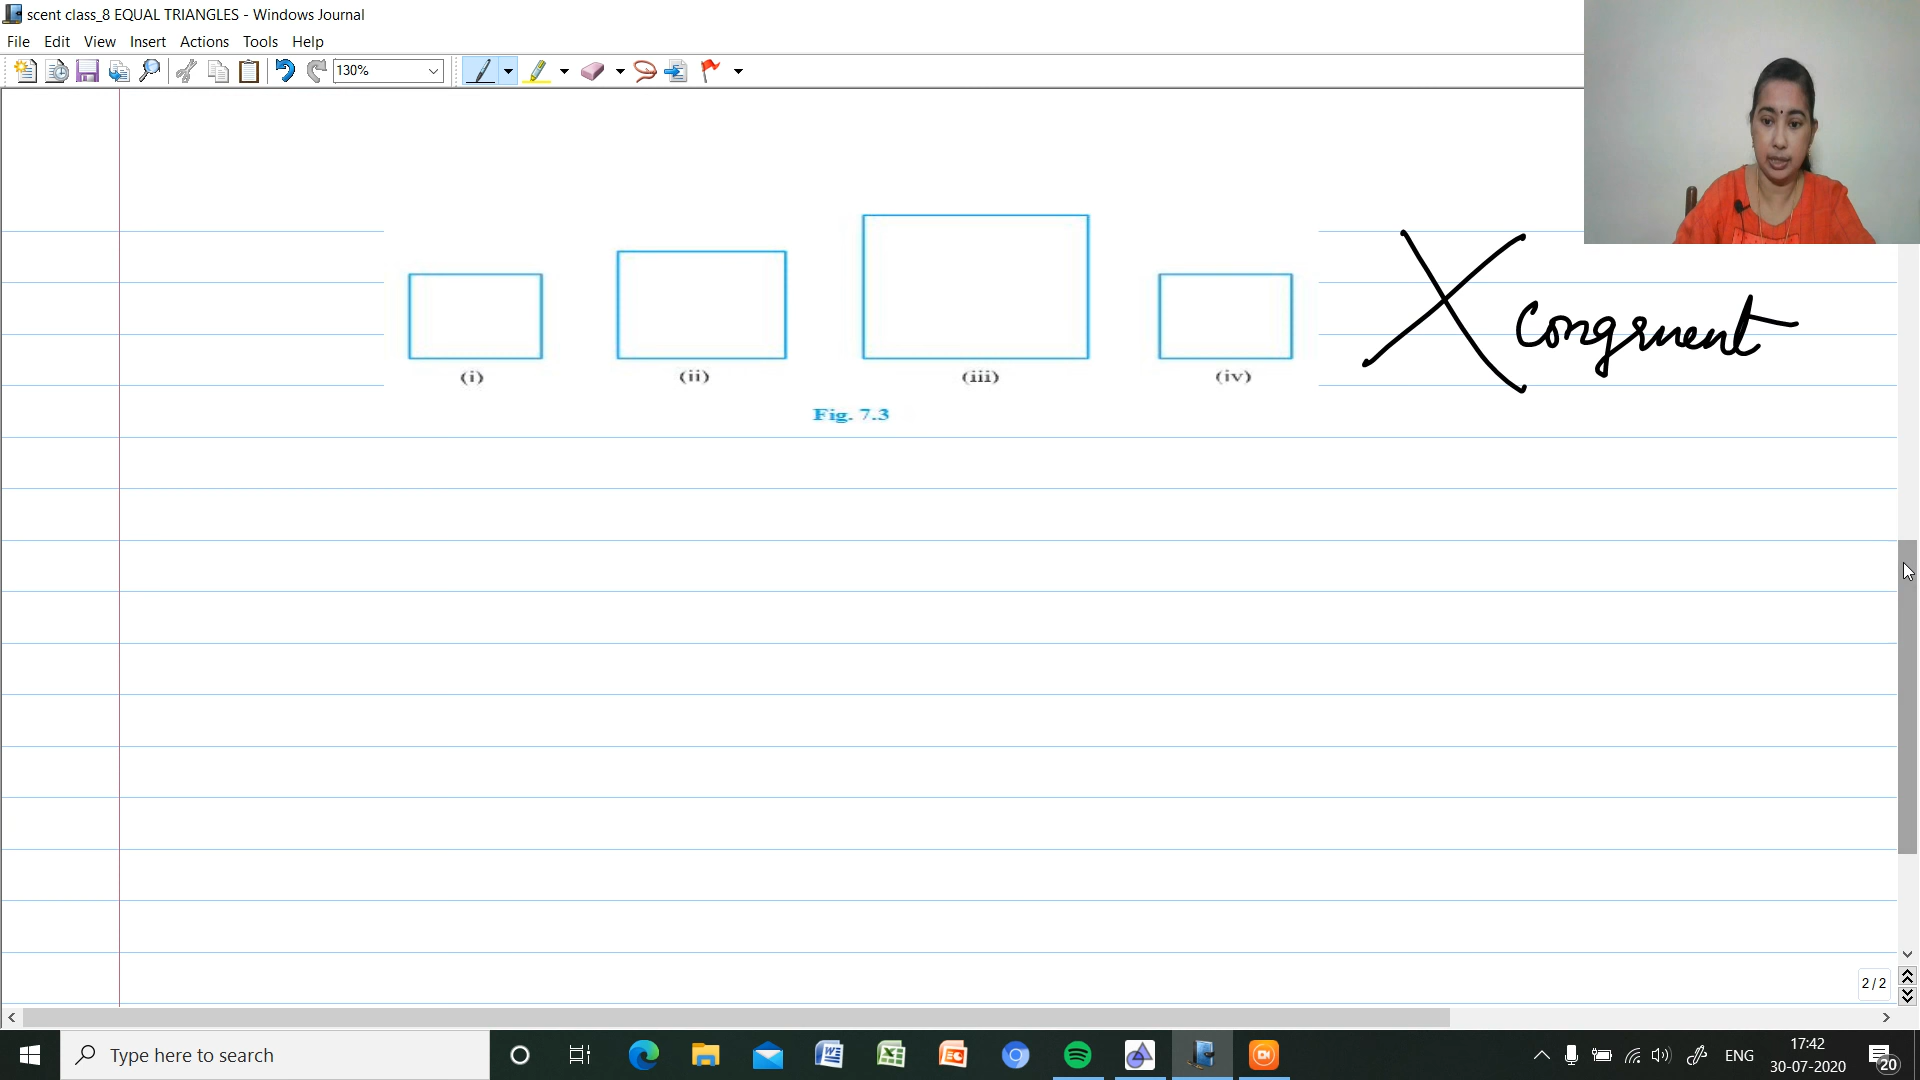 scent class_8 EQUAL TRIANGLES - Windows Journal
File Edit View Insert Actions Tools Help
130%
congruent
(i) (ii) (iii) (iv)
Fig. 7.3
2 / 2
Type here to search
ENG
17:42
30-07-2020
20